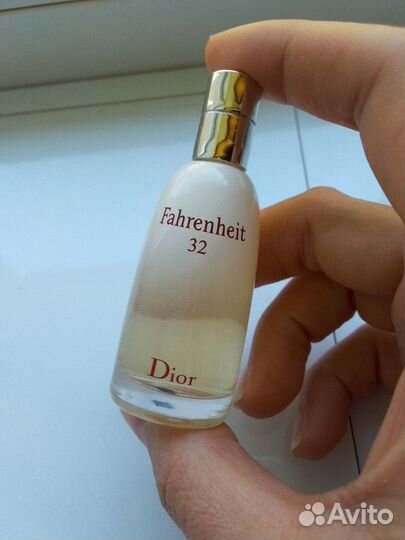 Fahrenheit
32
Dior
Avito